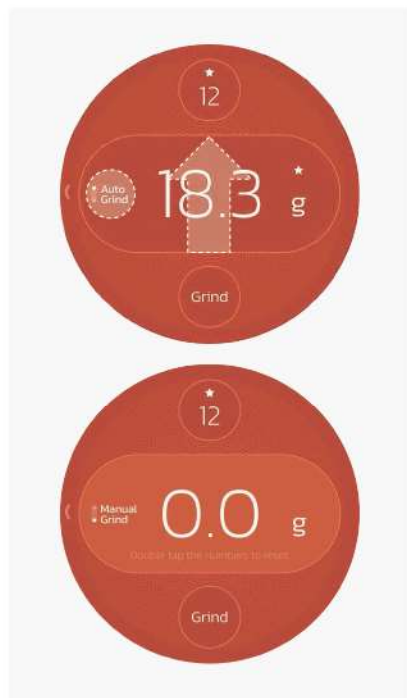 12
Auto
Grind
18.3
g
Grind
12
Manual
Grind
0.0
g
Double tap the numbers to reset
Grind